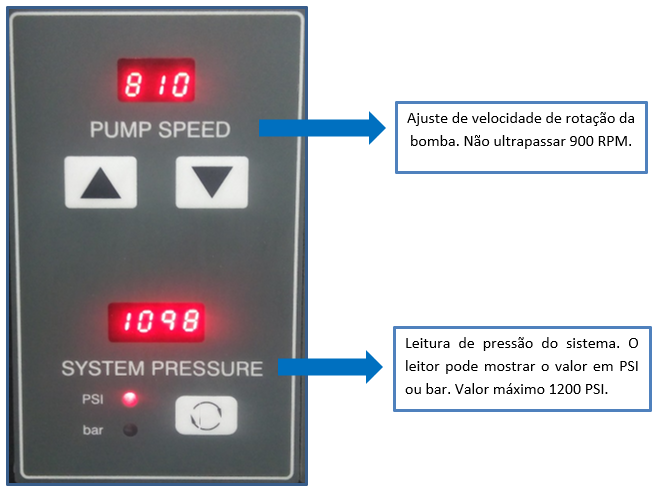 810
PUMP SPEED
Ajuste de velocidade de rotação da
bomba. Não ultrapassar 900 RPM.
1098
SYSTEM PRESSURE
PSI
bar
Leitura de pressão do sistema. O
leitor pode mostrar o valor em PSI
ou bar. Valor máximo 1200 PSI.